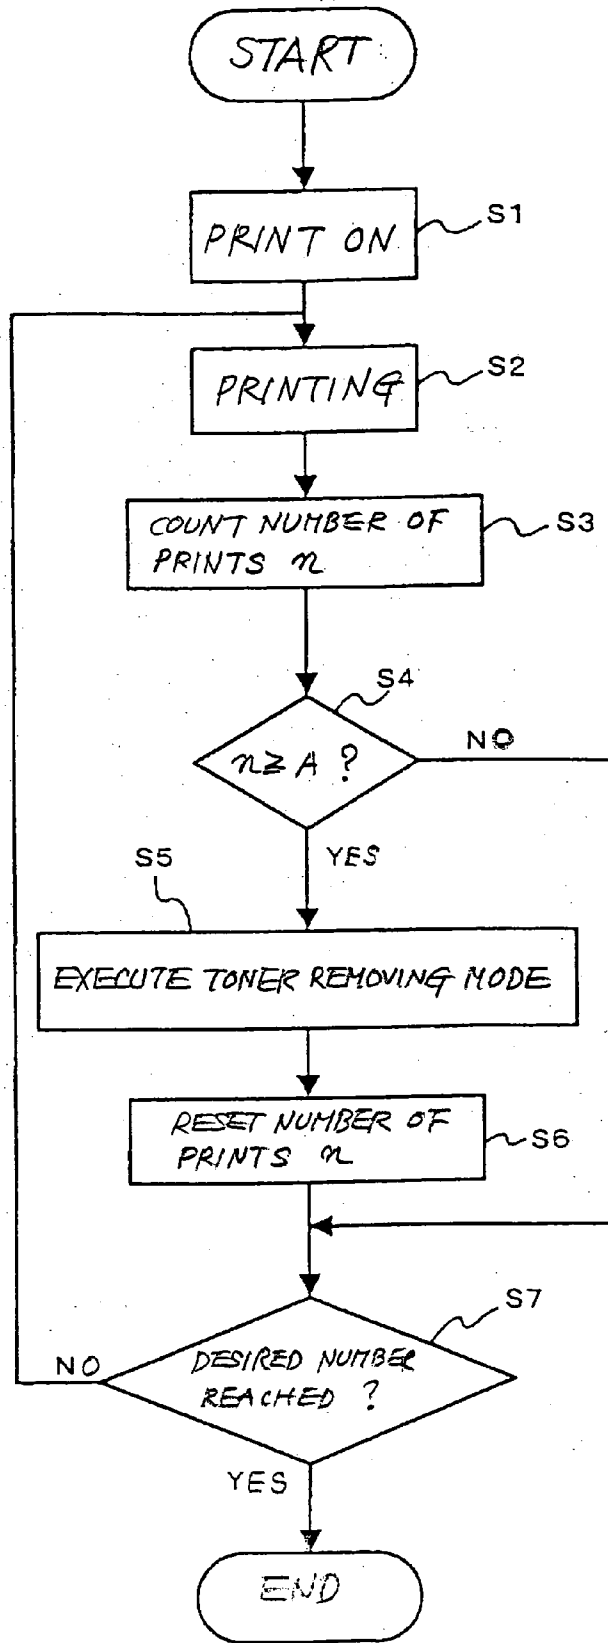 START
PRINT ON
S1
PRINTING
S2
COUNT NUMBER OF
PRINTS n
S3
S4
n≥A ?
NO
YES
S5
EXECUTE TONER REMOVING MODE
RESET NUMBER OF
PRINTS n
S6
S7
DESIRED NUMBER
REACHED ?
NO
YES
END